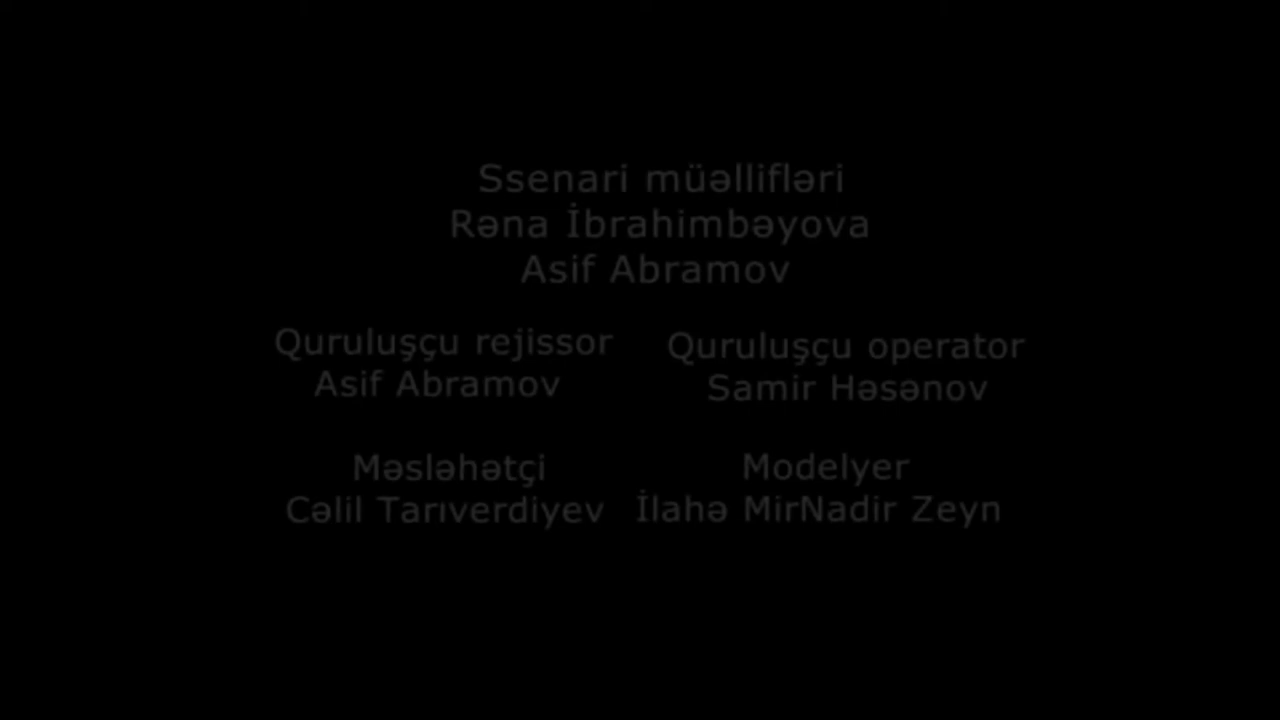 Ssenari müəllifləri
Rəna İbrahimbəyova
Asif Abramov
Quruluşçu rejissor
Asif Abramov
Quruluşçu operator
Samir Həsənov
Məsləhətçi
Cəlil Tarıverdiyev
Modelyer
İlahə MirNadir Zeyn